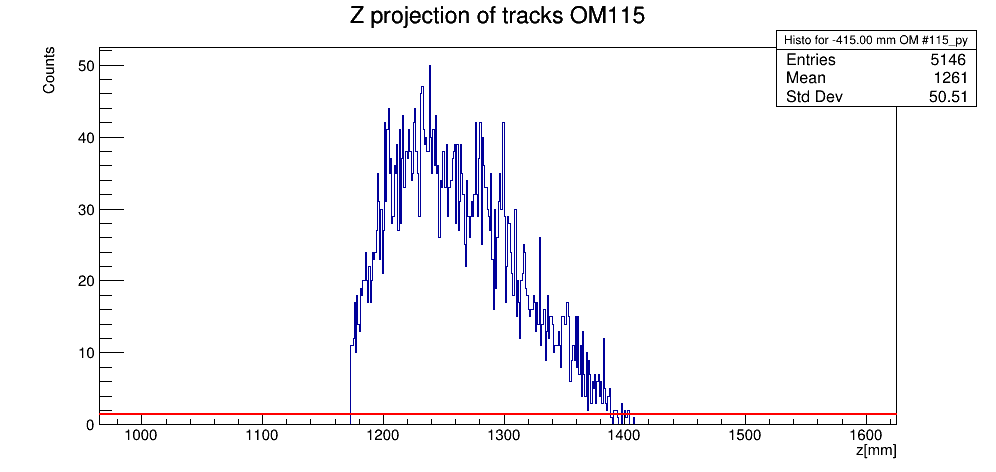 Z projection of tracks OM115
Histo for -415.00 mm OM #115_py
Entries 5146
Mean 1261
Std Dev 50.51
Counts
50
40
30
20
10
0
1000 1100 1200 1300 1400 1500 1600
z[mm]